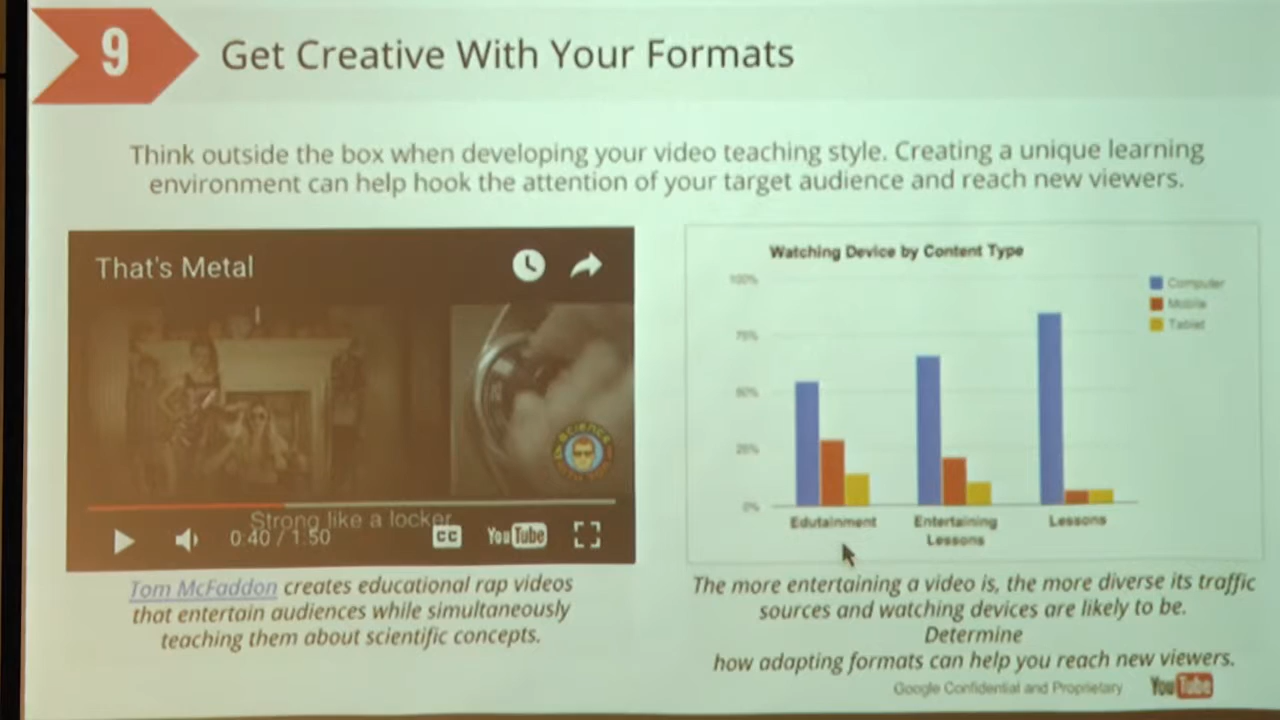 9
Get Creative With Your Formats
Think outside the box when developing your video teaching style. Creating a unique learning
environment can help hook the attention of your target audience and reach new viewers.
That's Metal
SCIENCE
Strong like a locker
0:40 / 1:50
CC
YouTube
Tom McFaddon creates educational rap videos
that entertain audiences while simultaneously
teaching them about scientific concepts.
Watching Device by Content Type
100%
75%
50%
25%
0%
Computer
Mobile
Tablet
Edutainment
Entertaining
Lessons
Lessons
The more entertaining a video is, the more diverse its traffic
sources and watching devices are likely to be.
Determine
how adapting formats can help you reach new viewers.
Google Confidential and Proprietary
YouTube